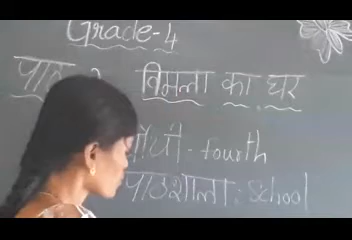 Grade-4
पाठ विमला का घर
- fourth
पाठशाला : School